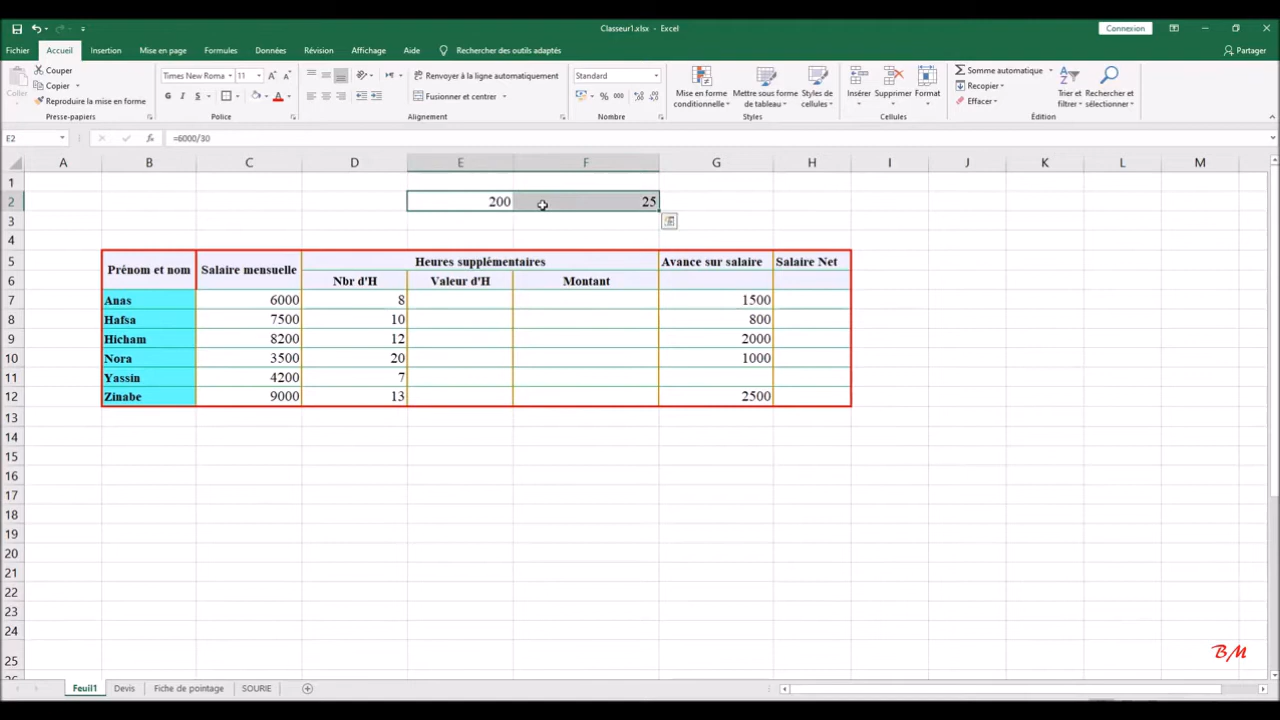 Classeur1.xlsx - Excel
Connexion
Fichier Accueil Insertion Mise en page Formules Données Révision Affichage Aide Rechercher des outils adaptés Partager
Coller
Couper
Copier
Reproduire la mise en forme
Presse-papiers
Times New Roma 11
G I S
Police
Renvoyer à la ligne automatiquement
Fusionner et centrer
Alignement
Standard
% 000
Nombre
Mise en forme conditionnelle
Mettre sous forme de tableau
Styles de cellules
Styles
Insérer
Supprimer
Format
Cellules
Somme automatique
Recopier
Effacer
Trier et filtrer
Rechercher et sélectionner
Édition
E2 fx =6000/30
A B C D E F G H I J K L M
1
2 200 25
3
4
5 Prénom et nom Salaire mensuelle Heures supplémentaires Avance sur salaire Salaire Net
6 Nbr d'H Valeur d'H Montant
7 Anas 6000 8 1500
8 Hafsa 7500 10 800
9 Hicham 8200 12 2000
10 Nora 3500 20 1000
11 Yassin 4200 7
12 Zinabe 9000 13 2500
13
14
15
16
17
18
19
20
21
22
23
24
25
BM
Feuil1 Devis Fiche de pointage SOURIE